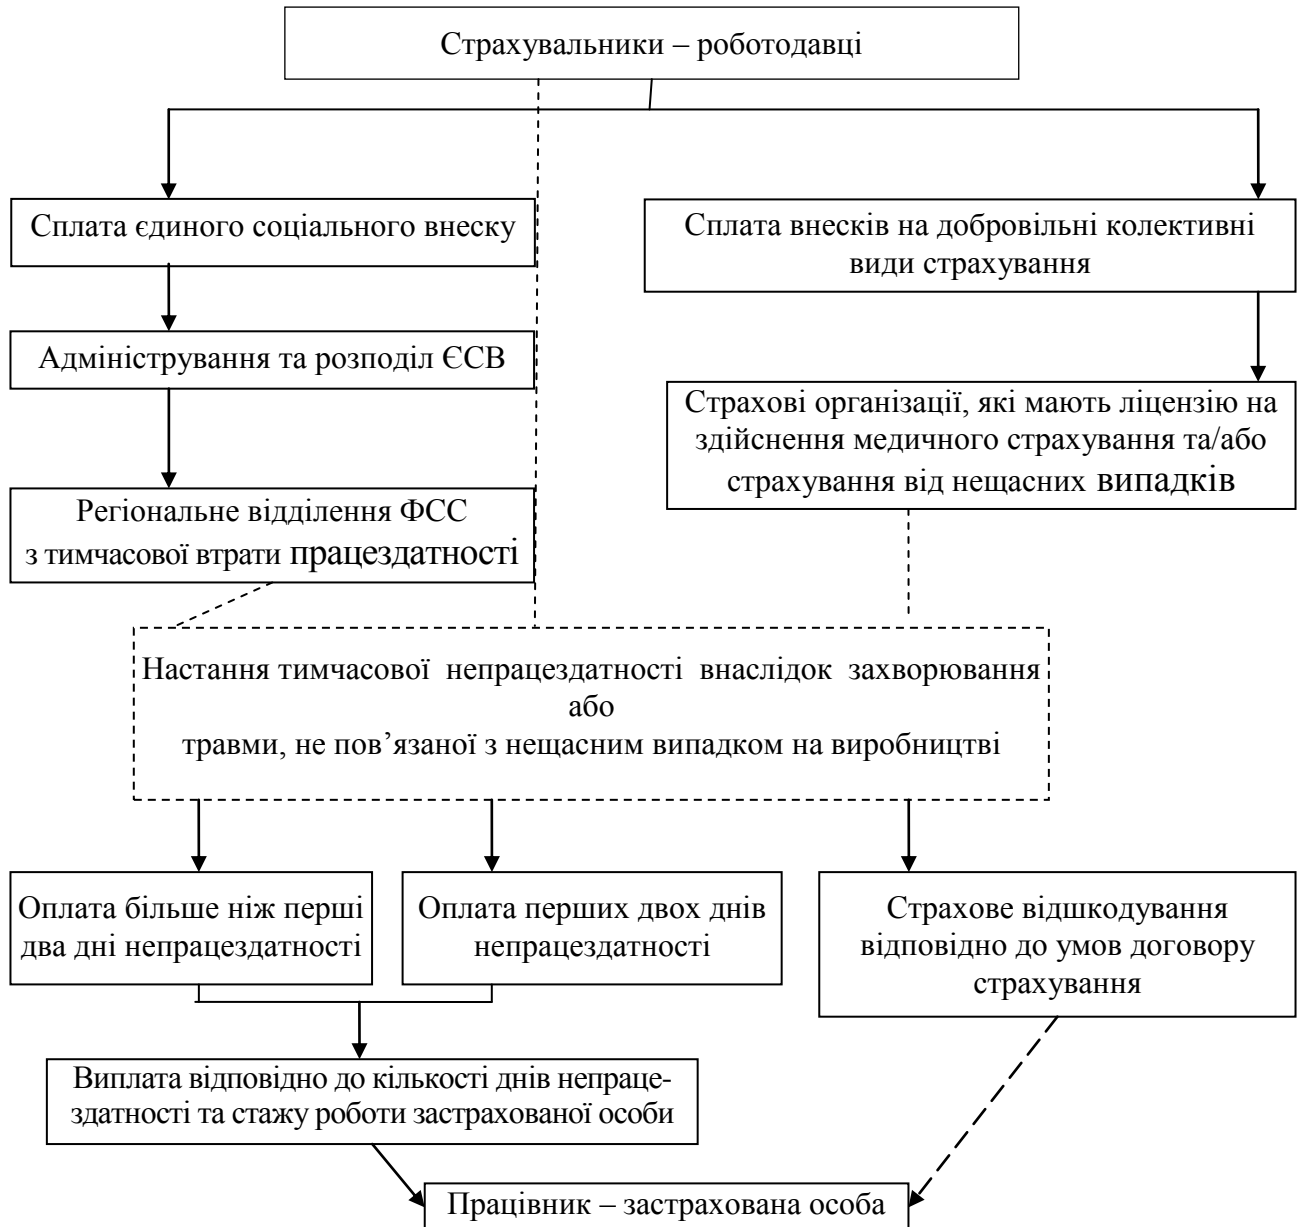 Страхувальники – роботодавці
Сплата єдиного соціального внеску
Сплата внесків на добровільні колективні
види страхування
Адміністрування та розподіл ЄСВ
Страхові організації, які мають ліцензію на
здійснення медичного страхування та/або
страхування від нещасних випадків
Регіональне відділення ФСС
з тимчасової втрати працездатності
Настання тимчасової непрацездатності внаслідок захворювання
або
травми, не пов’язаної з нещасним випадком на виробництві
Оплата більше ніж перші
два дні непрацездатності
Оплата перших двох днів
непрацездатності
Страхове відшкодування
відповідно до умов договору
страхування
Виплата відповідно до кількості днів непраце-
здатності та стажу роботи застрахованої особи
Працівник – застрахована особа